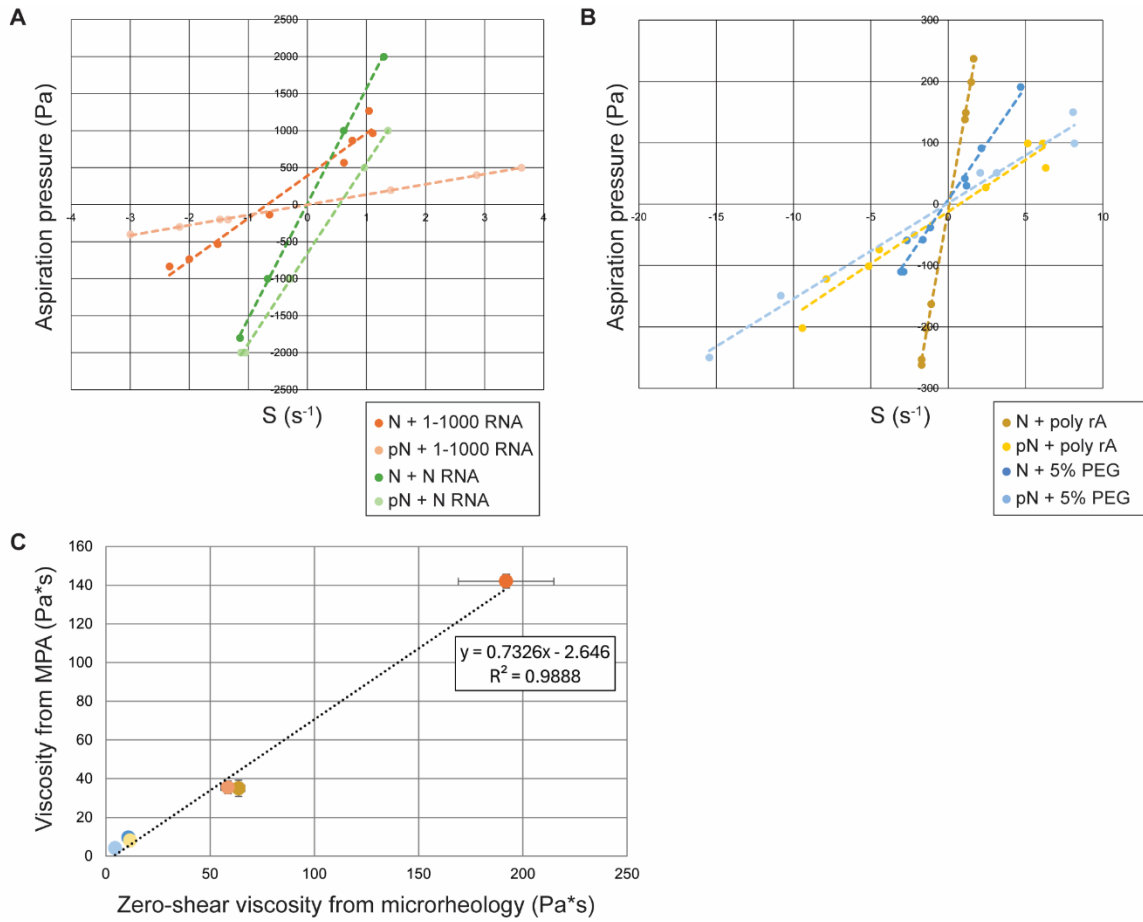 A
Aspiration pressure (Pa)
2500
2000
1500
1000
500
0
-500
-1000
-1500
-2000
-2500
-4 -3 -2 -1 0 1 2 3 4
S (s⁻¹)
N + 1-1000 RNA
pN + 1-1000 RNA
N + N RNA
pN + N RNA
B
Aspiration pressure (Pa)
300
200
100
0
-100
-200
-300
-20 -15 -10 -5 0 5 10
S (s⁻¹)
N + poly rA
pN + poly rA
N + 5% PEG
pN + 5% PEG
C
Viscosity from MPA (Pa*s)
160
140
120
100
80
60
40
20
0
y = 0.7326x - 2.646
R² = 0.9888
0 50 100 150 200 250
Zero-shear viscosity from microrheology (Pa*s)